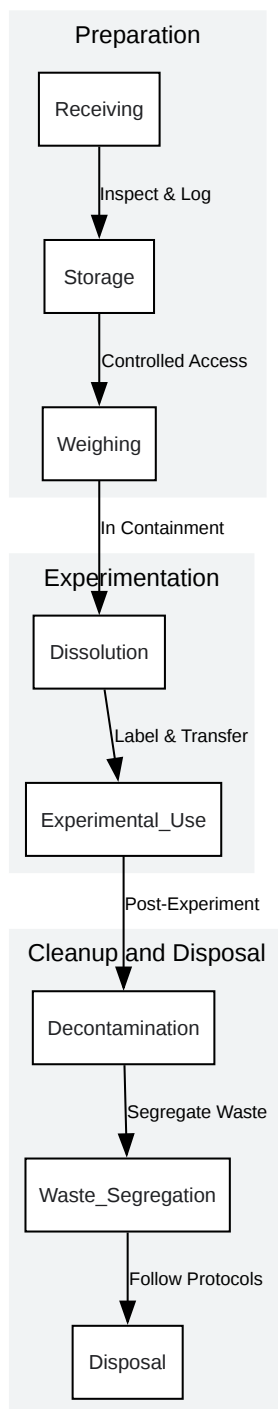 Preparation
Receiving
Inspect & Log
Storage
Controlled Access
Weighing
In Containment
Experimentation
Dissolution
Label & Transfer
Experimental_Use
Post-Experiment
Cleanup and Disposal
Decontamination
Segregate Waste
Waste_Segregation
Follow Protocols
Disposal